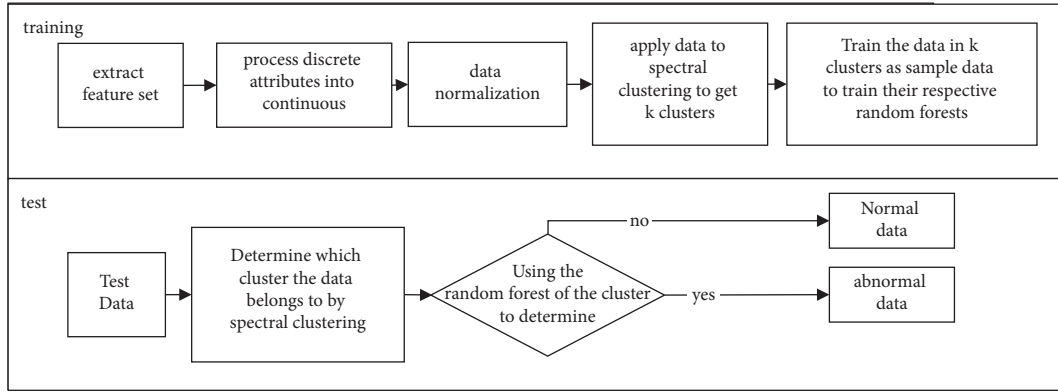 training
extract
feature set
process discrete
attributes into
continuous
data
normalization
apply data to
spectral
clustering to get
k clusters
Train the data in k
clusters as sample data
to train their respective
random forests
test
Test
Data
Determine which
cluster the data
belongs to by
spectral clustering
Using the
random forest of the cluster
to determine
no
Normal
data
yes
abnormal
data